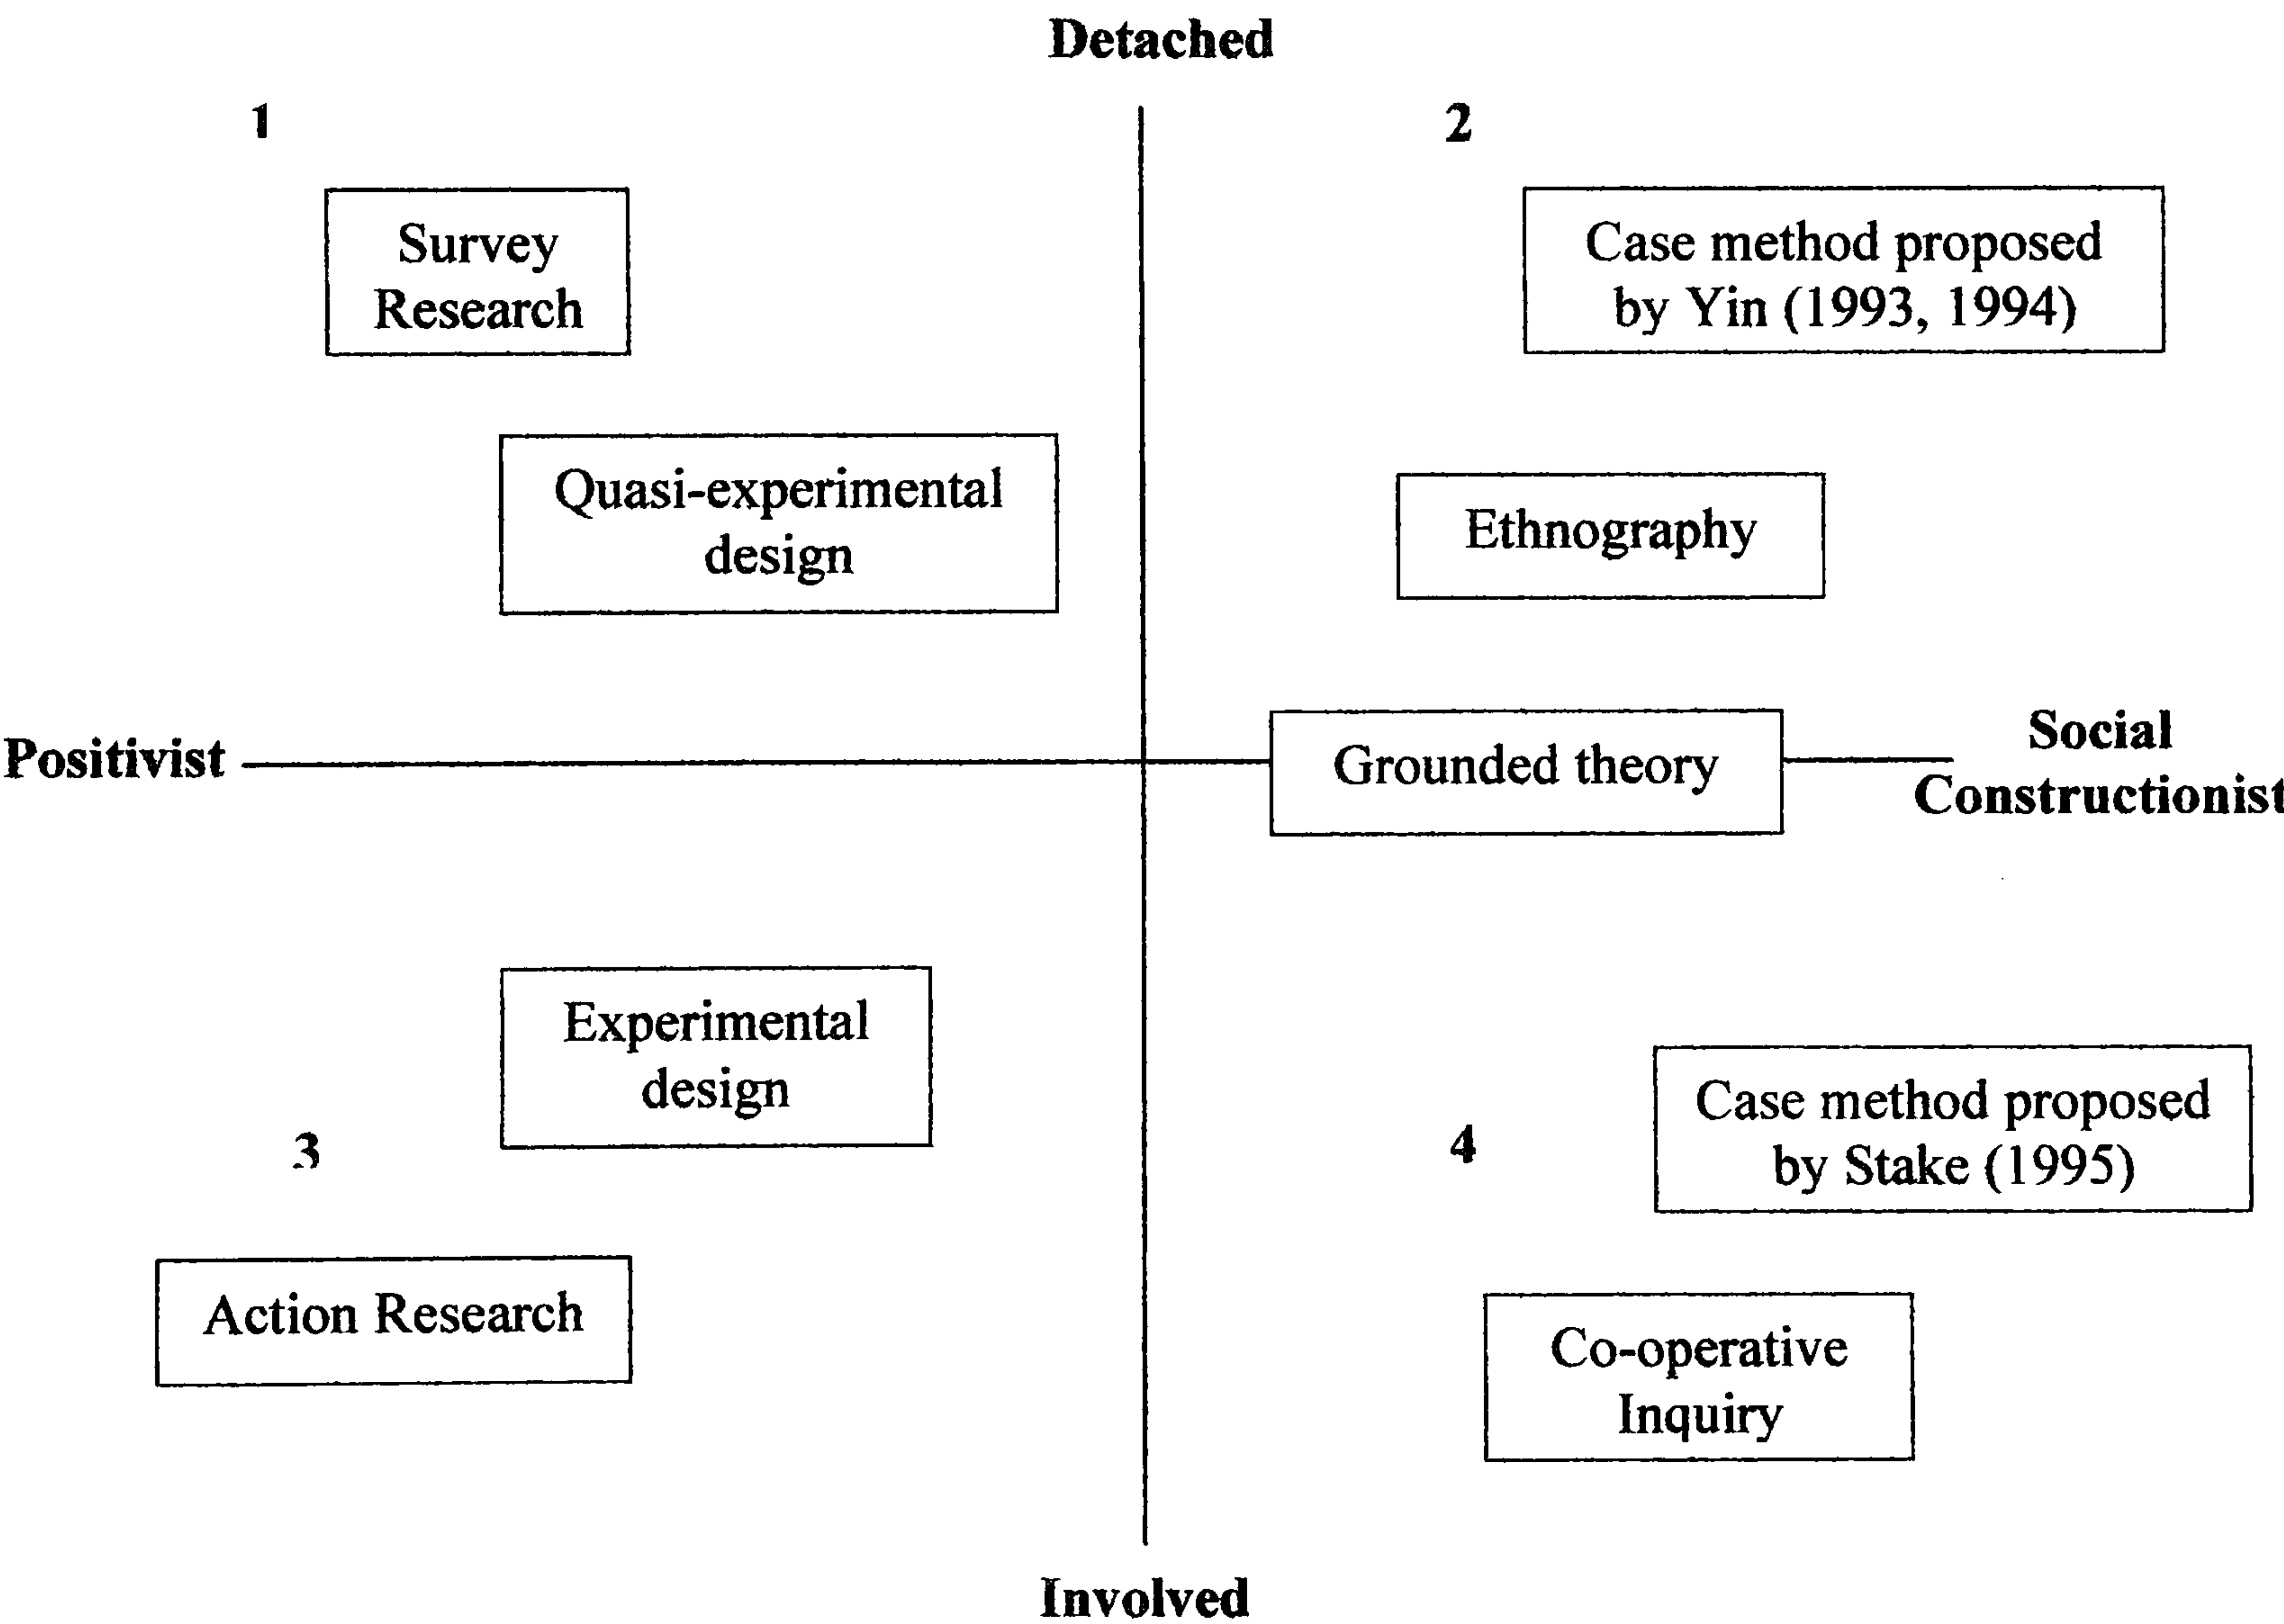 Detached
1
2
Survey
Research
Case method proposed
by Yin (1993, 1994)
Quasi-experimental
design
Ethnography
Positivist
Grounded theory
Social
Constructionist
Experimental
design
3
4
Case method proposed
by Stake (1995)
Action Research
Co-operative
Inquiry
Involved